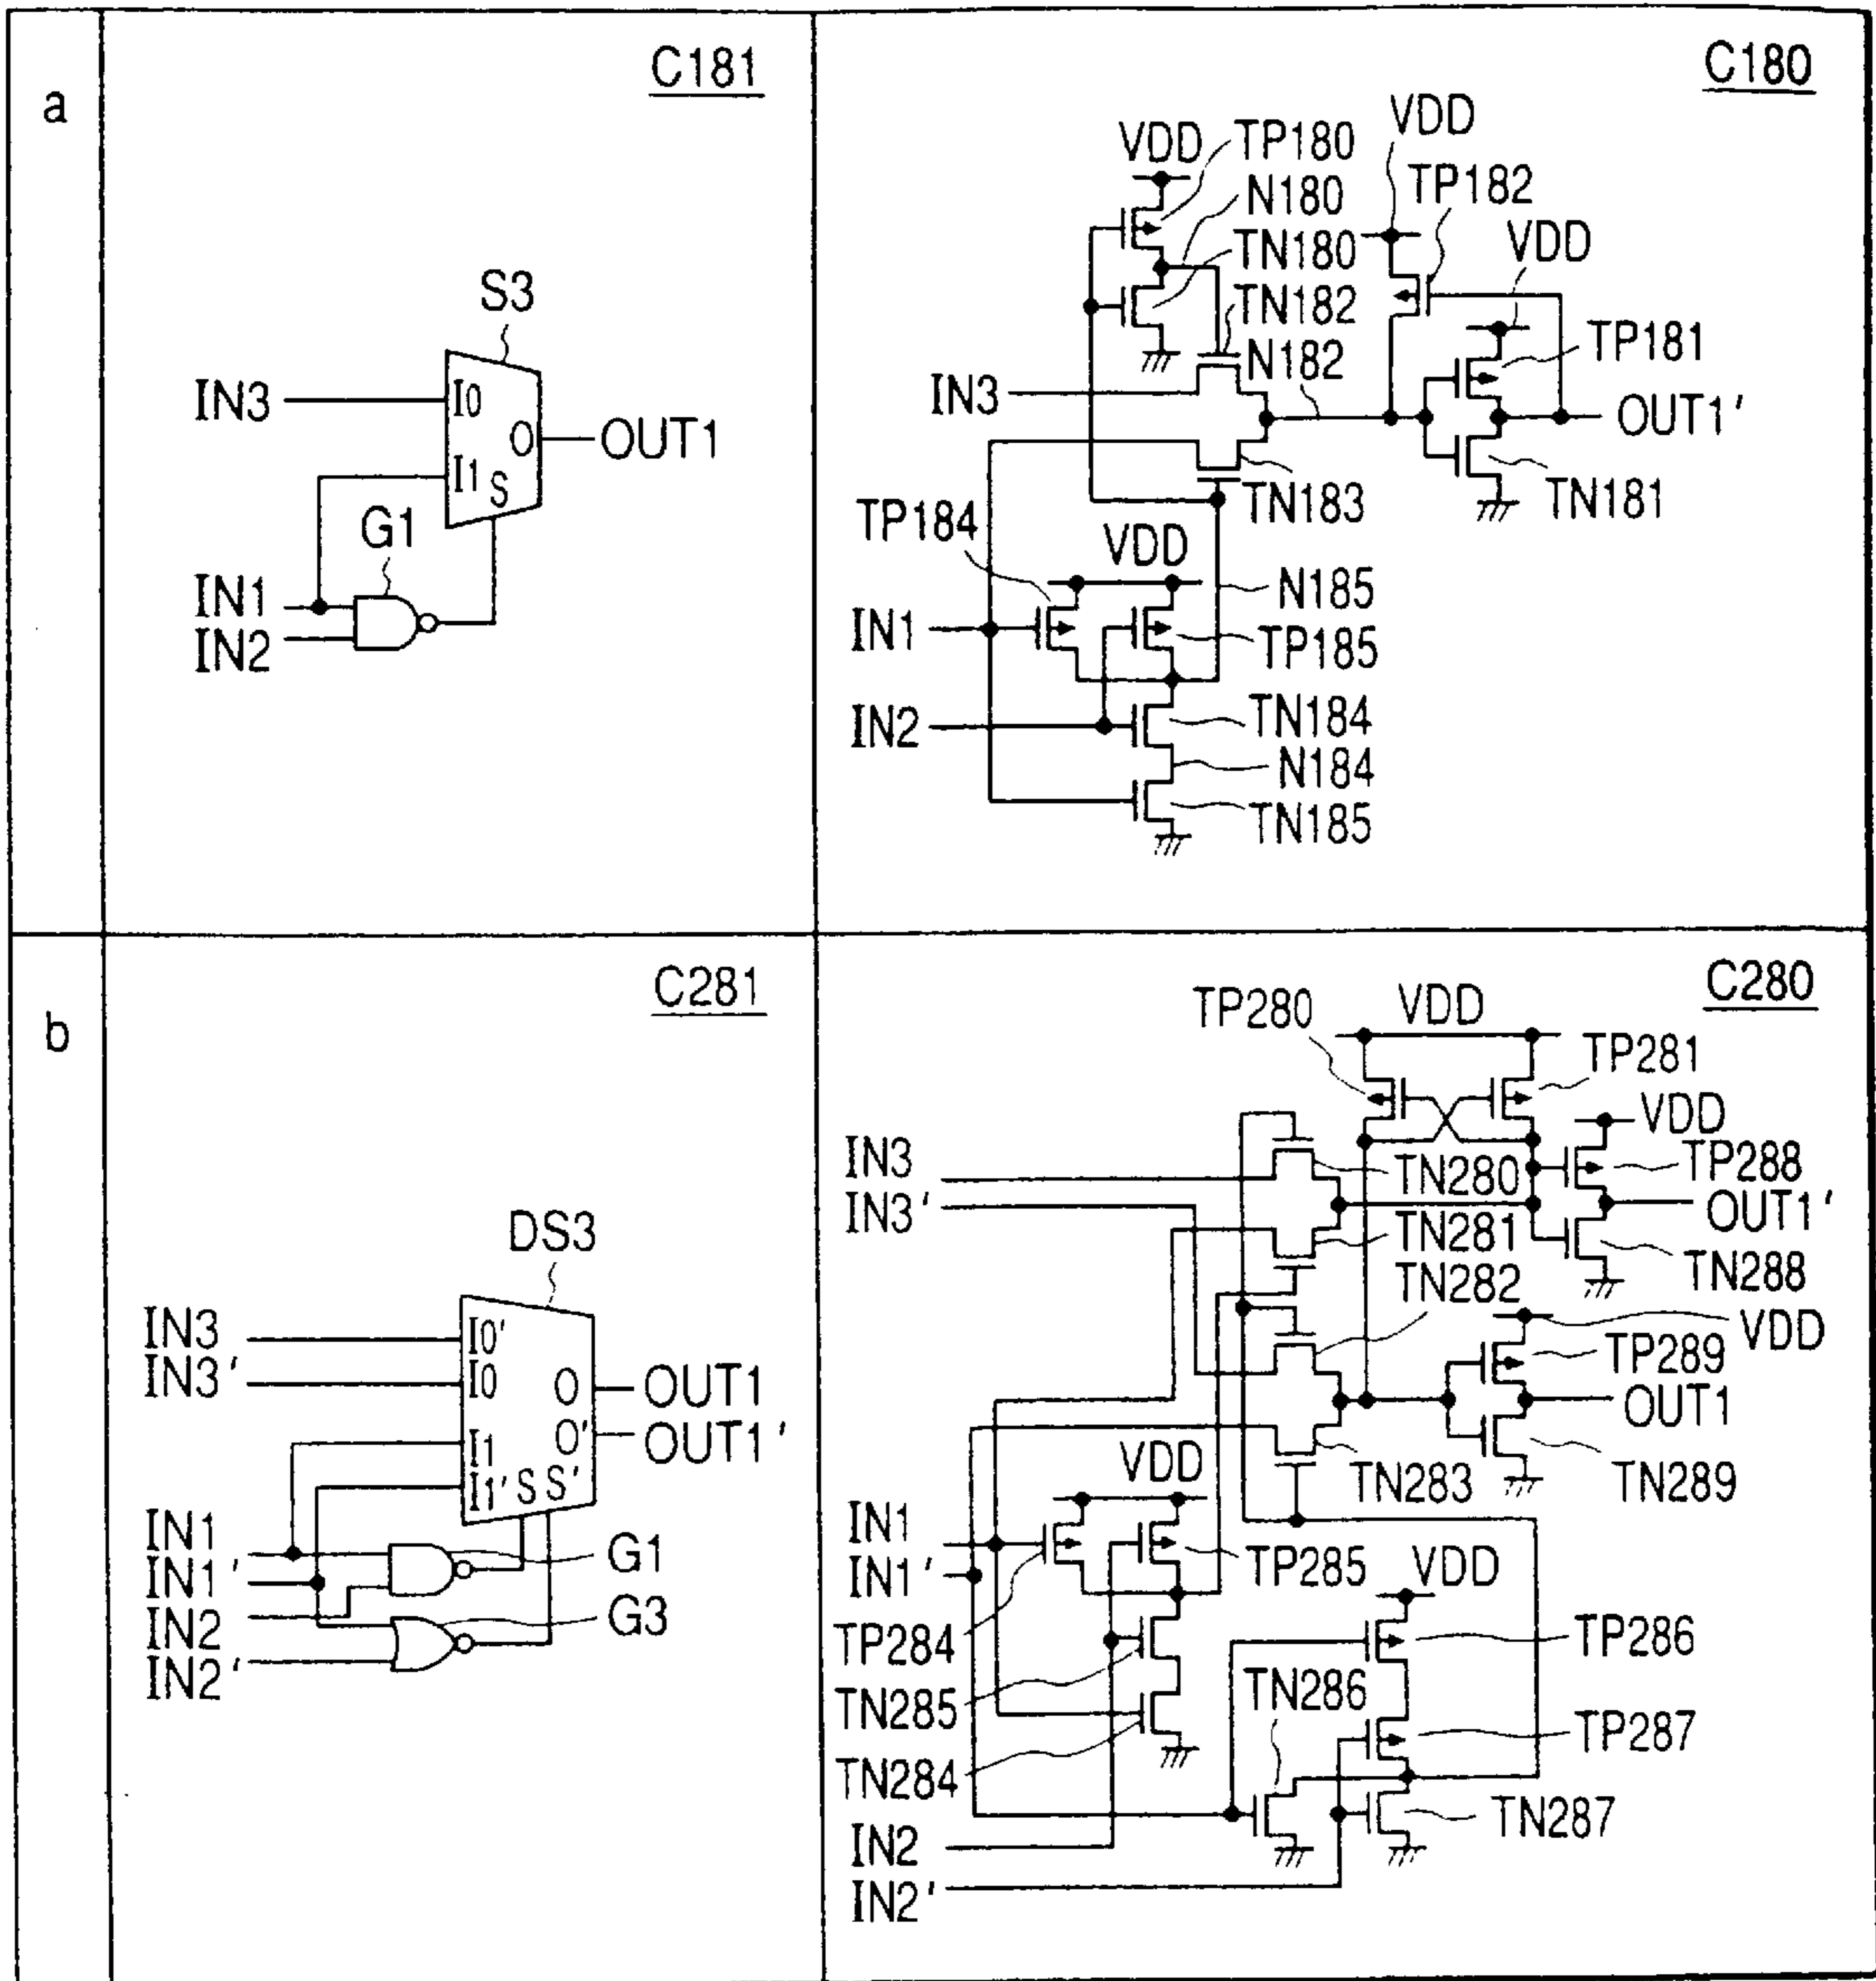 a
C181
S3
IN3
I0
O
OUT1
I1
S
G1
IN1
IN2
C180
VDD
TP180
N180
TN180
TN182
N182
VDD
TP182
VDD
TP181
IN3
OUT1'
TN181
TN183
TP184
VDD
N185
IN1
TP185
IN2
TN184
N184
TN185
b
C281
DS3
IN3
IN3'
I0'
I0
O
OUT1
O'
OUT1'
I1
I1'
S
S'
IN1
IN1'
IN2
IN2'
G1
G3
C280
TP280
VDD
TP281
VDD
IN3
IN3'
TN280
TP288
OUT1'
TN281
TN282
TN288
VDD
TP289
OUT1
TN283
TN289
VDD
IN1
IN1'
TP285
VDD
TP284
TP286
TN286
TN285
TP287
TN284
TN287
IN2
IN2'